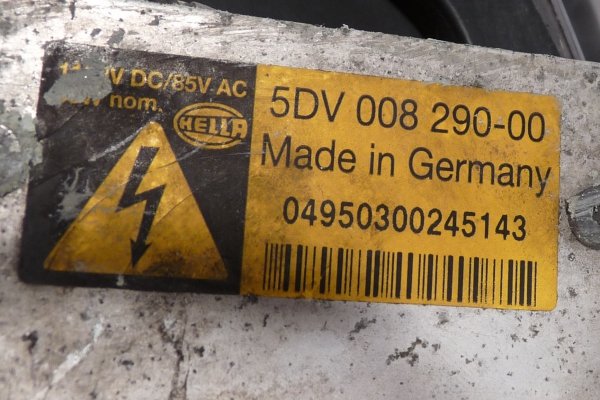 DC/85V AC
nom.
HELLA
5DV 008 290-00
Made in Germany
04950300245143